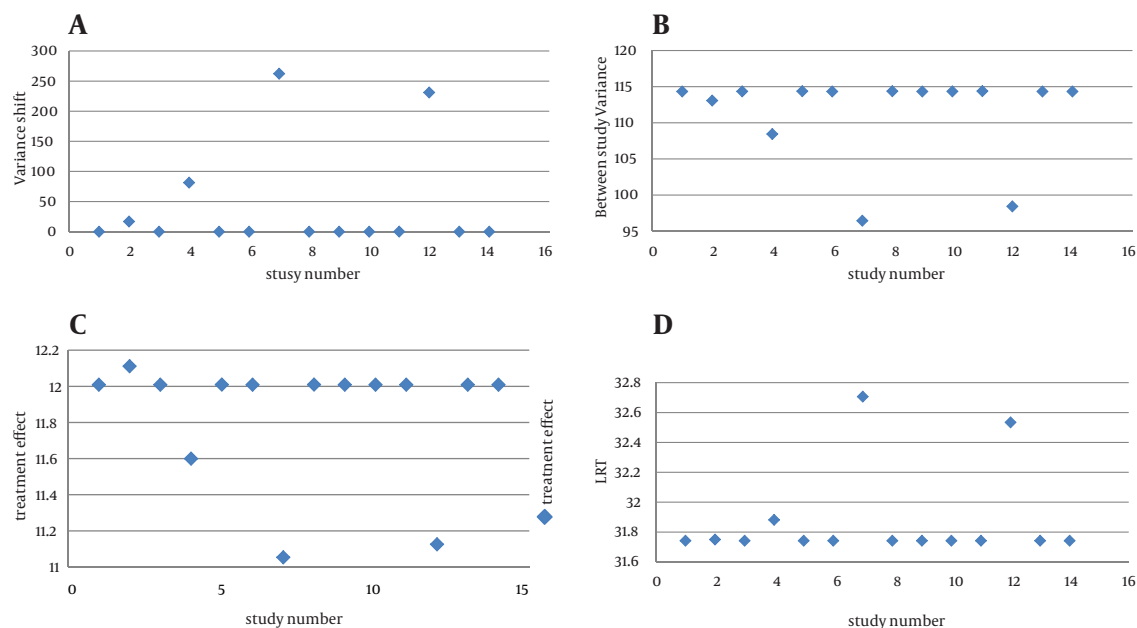 A
300
250
200
150
100
50
0
Variance shift
0 2 4 6 8 10 12 14 16
stusy number
B
120
115
110
105
100
95
Between study Variance
0 2 4 6 8 10 12 14 16
study number
C
12.2
12
11.8
11.6
11.4
11.2
11
treatment effect
0 5 10 15
study number
treatnent effect
D
32.8
32.6
32.4
32.2
32
31.8
31.6
LRT
0 2 4 6 8 10 12 14 16
study number